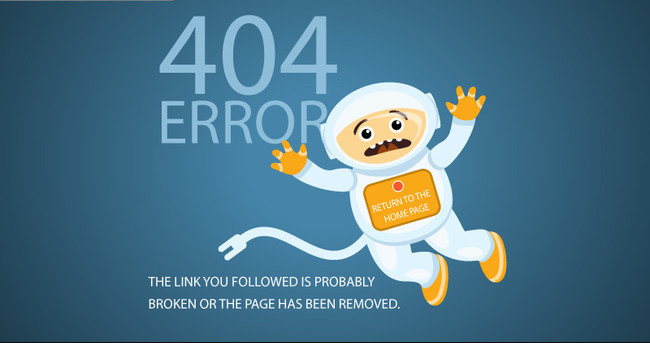 404
ERROR
RETURN TO THE
HOME PAGE
THE LINK YOU FOLLOWED IS PROBABLY
BROKEN OR THE PAGE HAS BEEN REMOVED.